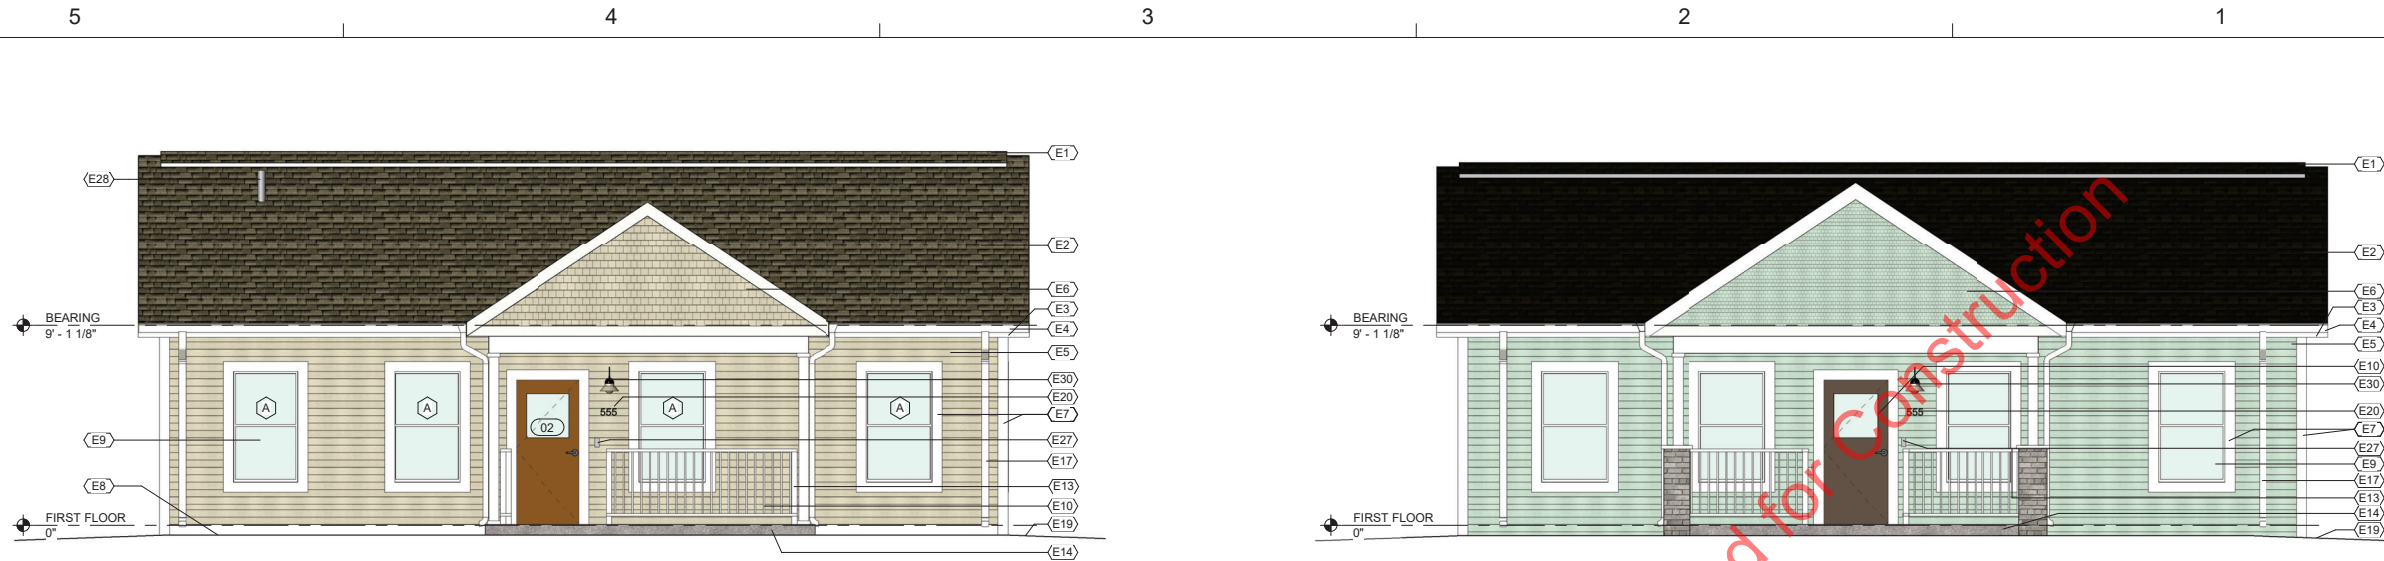 5 4 3 2 1
E1
E28
E2
E6
E3
BEARING
9' - 1 1/8"
E4
E5
E30
E20
555
A A A A
E7
02
E9
E27
E17
E8
E13
E10
FIRST FLOOR
0"
E19
E14
E1
E2
E6
E3
BEARING
9' - 1 1/8"
E4
E5
E10
E30
E20
555
E7
E27
E9
E17
E13
E14
FIRST FLOOR
0"
E19
d for Construction